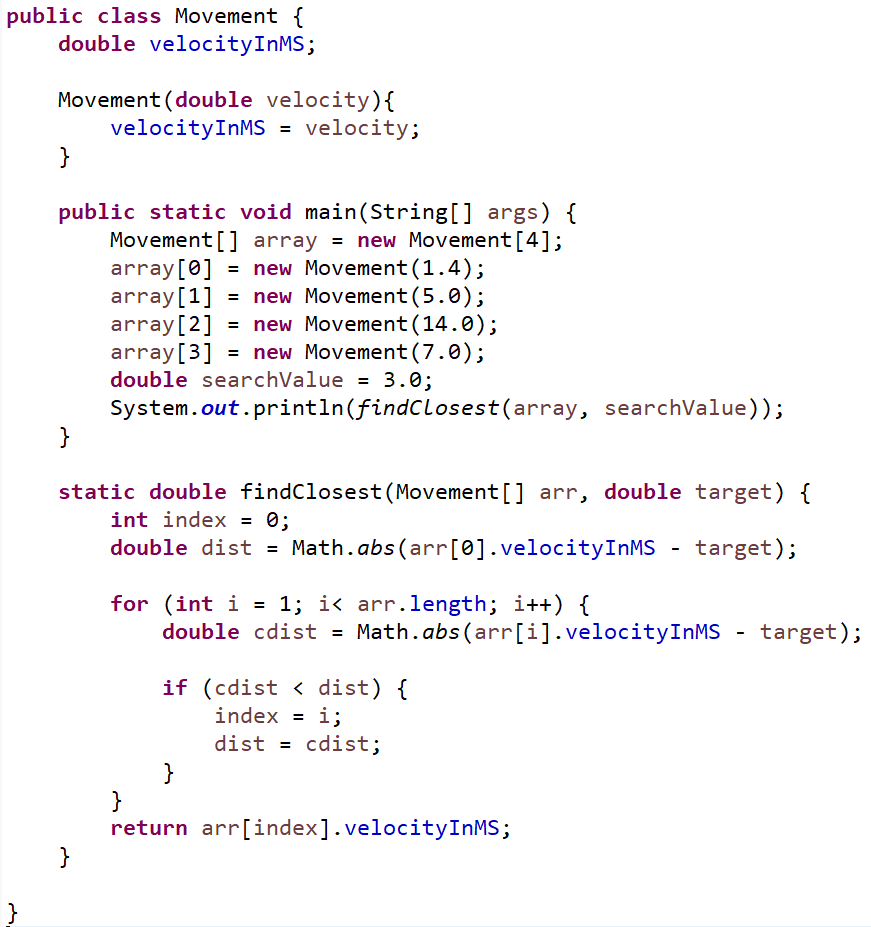 public class Movement {
    double velocityInMS;

    Movement(double velocity){
        velocityInMS = velocity;
    }

    public static void main(String[] args) {
        Movement[] array = new Movement[4];
        array[0] = new Movement(1.4);
        array[1] = new Movement(5.0);
        array[2] = new Movement(14.0);
        array[3] = new Movement(7.0);
        double searchValue = 3.0;
        System.out.println(findClosest(array, searchValue));
    }

    static double findClosest(Movement[] arr, double target) {
        int index = 0;
        double dist = Math.abs(arr[0].velocityInMS - target);

        for (int i = 1; i< arr.length; i++) {
            double cdist = Math.abs(arr[i].velocityInMS - target);

            if (cdist < dist) {
                index = i;
                dist = cdist;
            }
        }
        return arr[index].velocityInMS;
    }

}